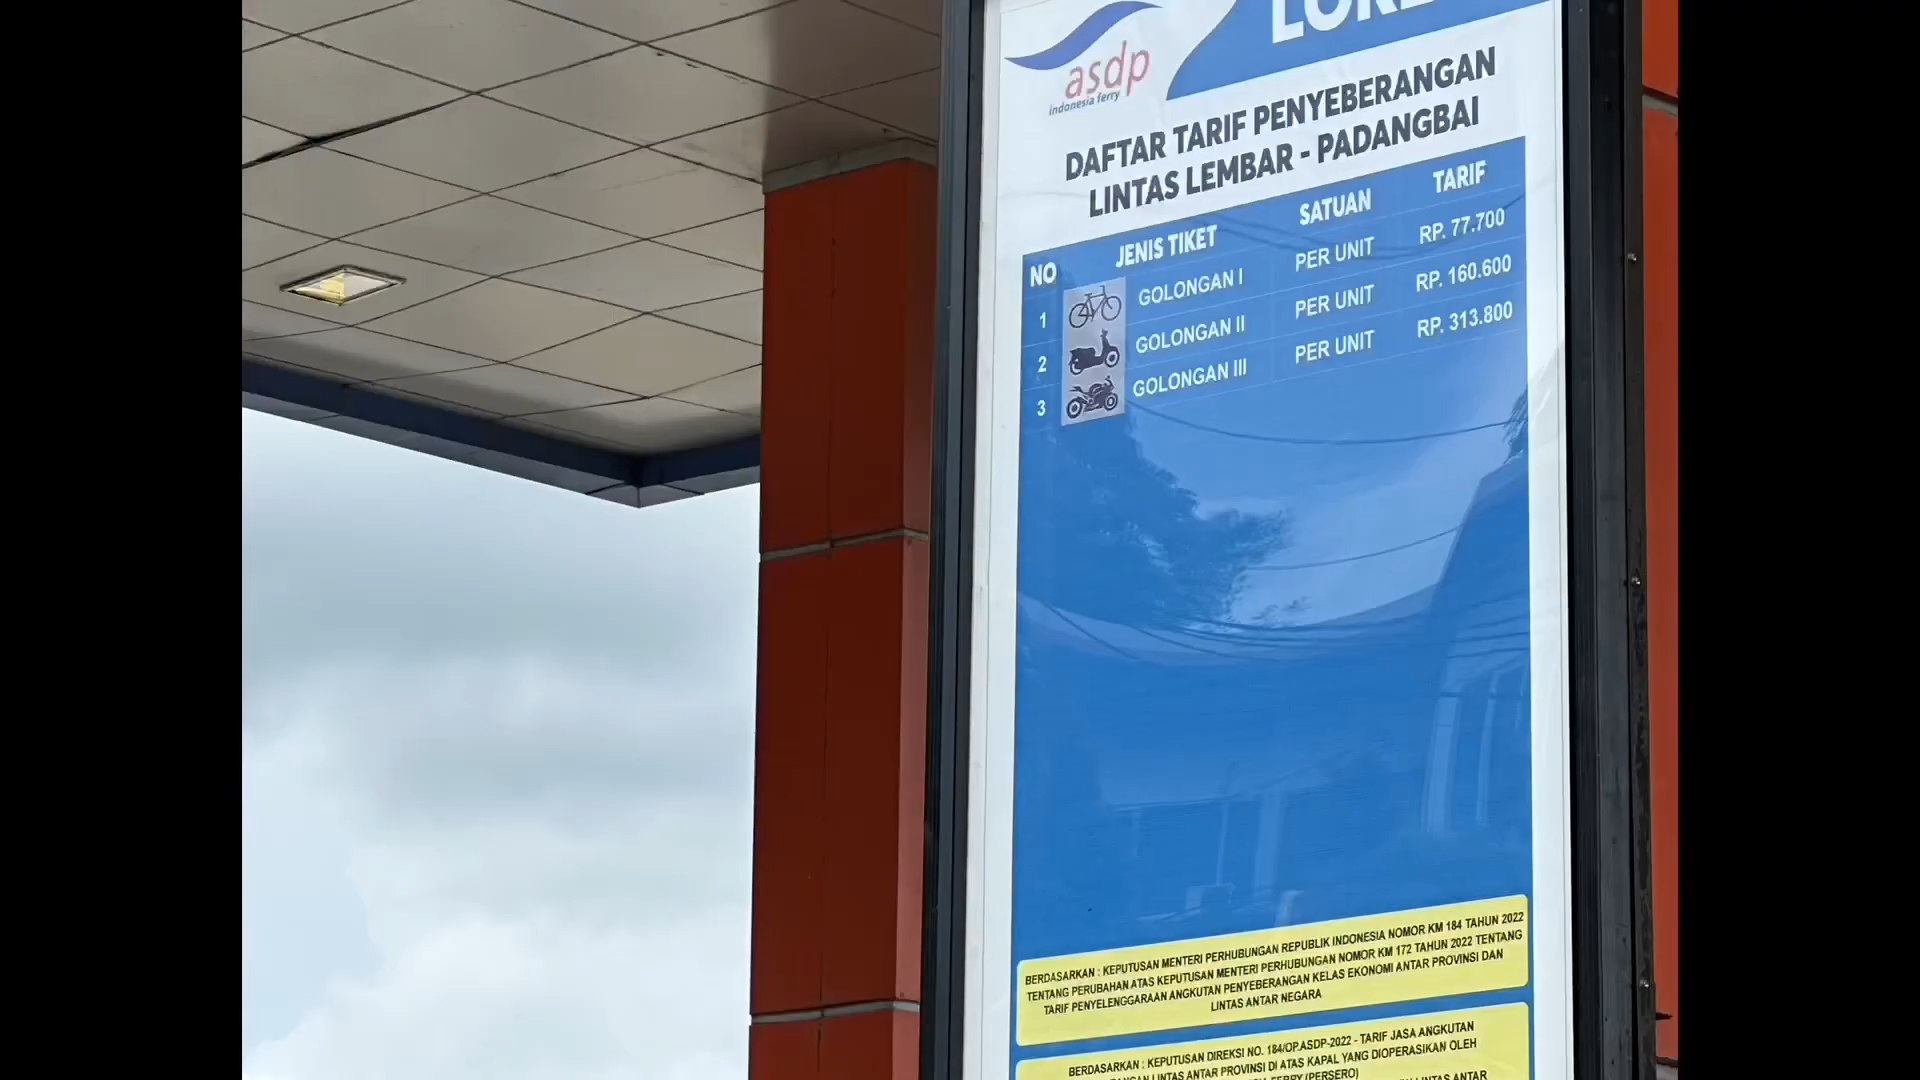 asdp
indonesia ferry
DAFTAR TARIF PENYEBERANGAN
LINTAS LEMBAR - PADANGBAI
NO JENIS TIKET SATUAN TARIF
1 GOLONGAN I PER UNIT RP. 77.700
2 GOLONGAN II PER UNIT RP. 160.600
3 GOLONGAN III PER UNIT RP. 313.800
BERDASARKAN : KEPUTUSAN MENTERI PERHUBUNGAN REPUBLIK INDONESIA NOMOR KM 184 TAHUN 2022
TENTANG PERUBAHAN ATAS KEPUTUSAN MENTERI PERHUBUNGAN NOMOR KM 172 TAHUN 2022 TENTANG
TARIF PENYELENGGARAAN ANGKUTAN PENYEBERANGAN KELAS EKONOMI ANTAR PROVINSI DAN
LINTAS ANTAR NEGARA
BERDASARKAN : KEPUTUSAN DIREKSI NO. 184/OP.ASDP-2022 - TARIF JASA ANGKUTAN
LINTAS ANTAR PROVINSI DI ATAS KAPAL YANG DIOPERASIKAN OLEH
FERRY (PERSERO)
LINTAS ANTAR